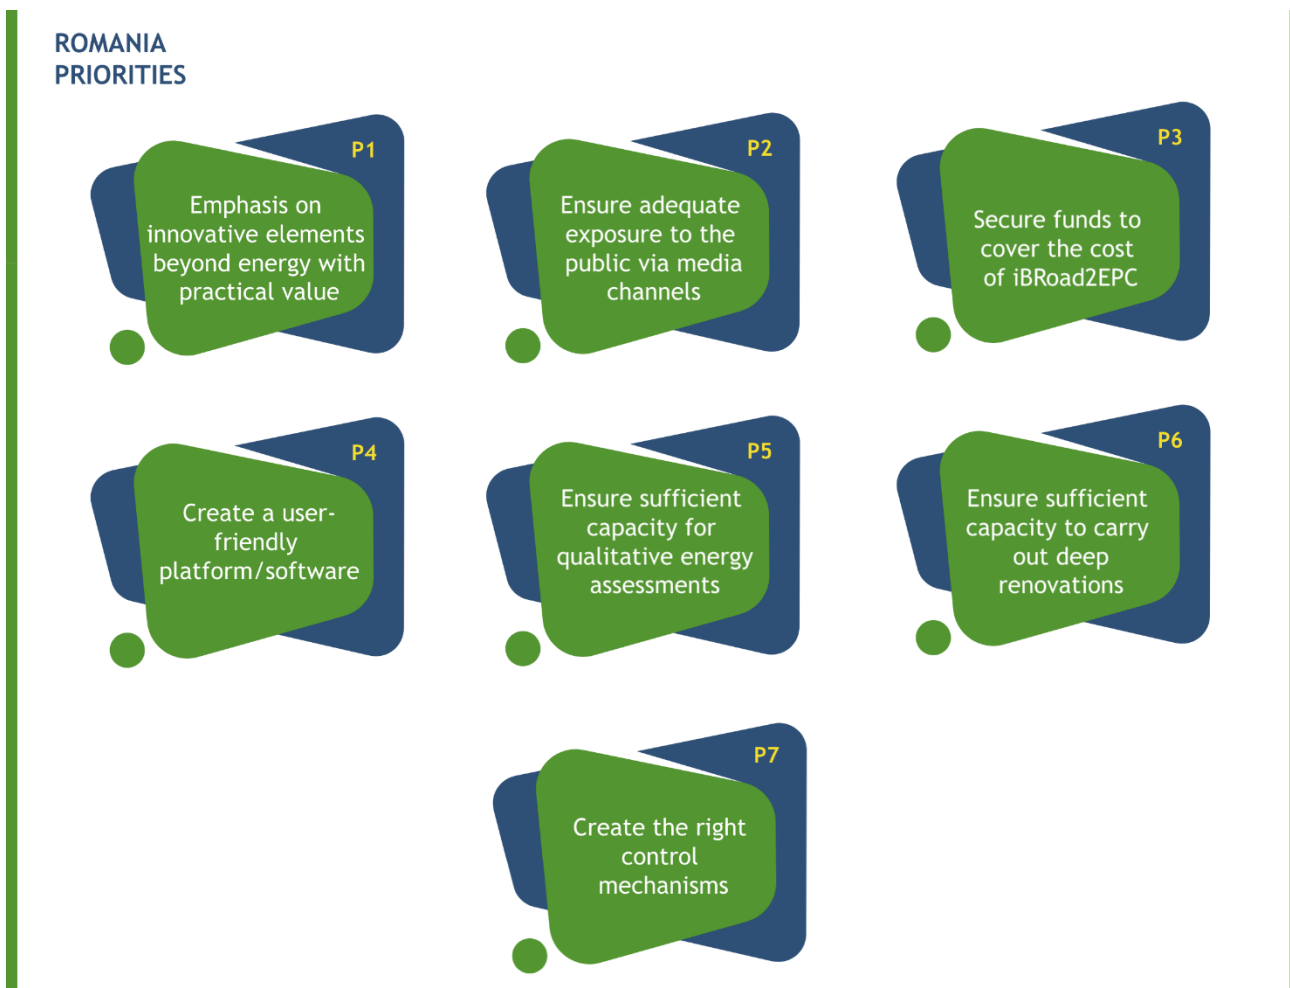 ROMANIA
PRIORITIES
P1
Emphasis on
innovative elements
beyond energy with
practical value
P2
Ensure adequate
exposure to the
public via media
channels
P3
Secure funds to
cover the cost
of iBRoad2EPC
P4
Create a user-
friendly
platform/software
P5
Ensure sufficient
capacity for
qualitative energy
assessments
P6
Ensure sufficient
capacity to carry
out deep
renovations
P7
Create the right
control
mechanisms